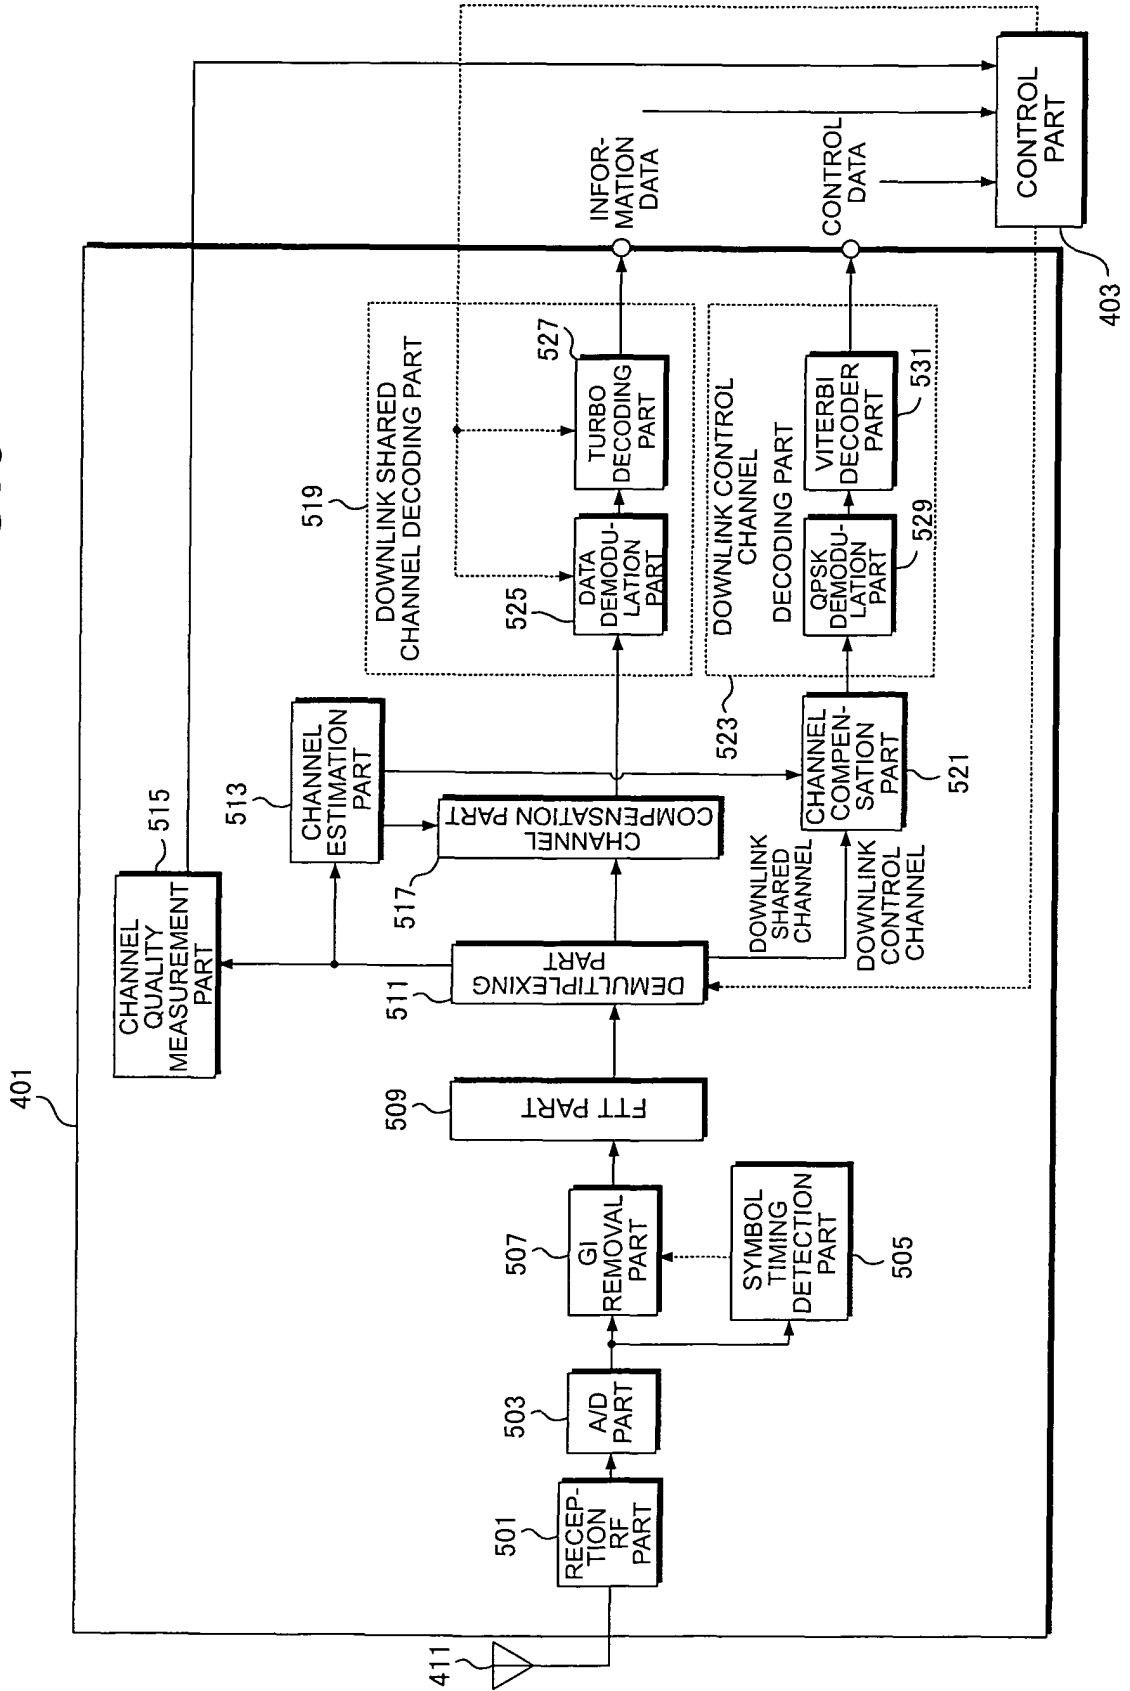 401
CHANNEL
QUALITY
MEASUREMENT
PART
515
513
CHANNEL
ESTIMATION
PART
519
DOWNLINK SHARED
CHANNEL DECODING PART
411
501
RECEP-
TION
RF
PART
503
A/D
PART
507
GI
REMOVAL
PART
SYMBOL
TIMING
DETECTION
PART
505
509
FTT PART
511
DEMULTIPLEXING
PART
517
CHANNEL
COMPENSATION PART
525
DATA
DEMODU-
LATION
PART
527
TURBO
DECODING
PART
INFOR-
MATION
DATA
DOWNLINK
SHARED
CHANNEL
DOWNLINK
CONTROL
CHANNEL
CHANNEL
COMPEN-
SATION
PART
521
523
DOWNLINK CONTROL
CHANNEL
DECODING PART
QPSK
DEMODU-
LATION
PART
529
VITERBI
DECODER
PART
531
CONTROL
DATA
CONTROL
PART
403